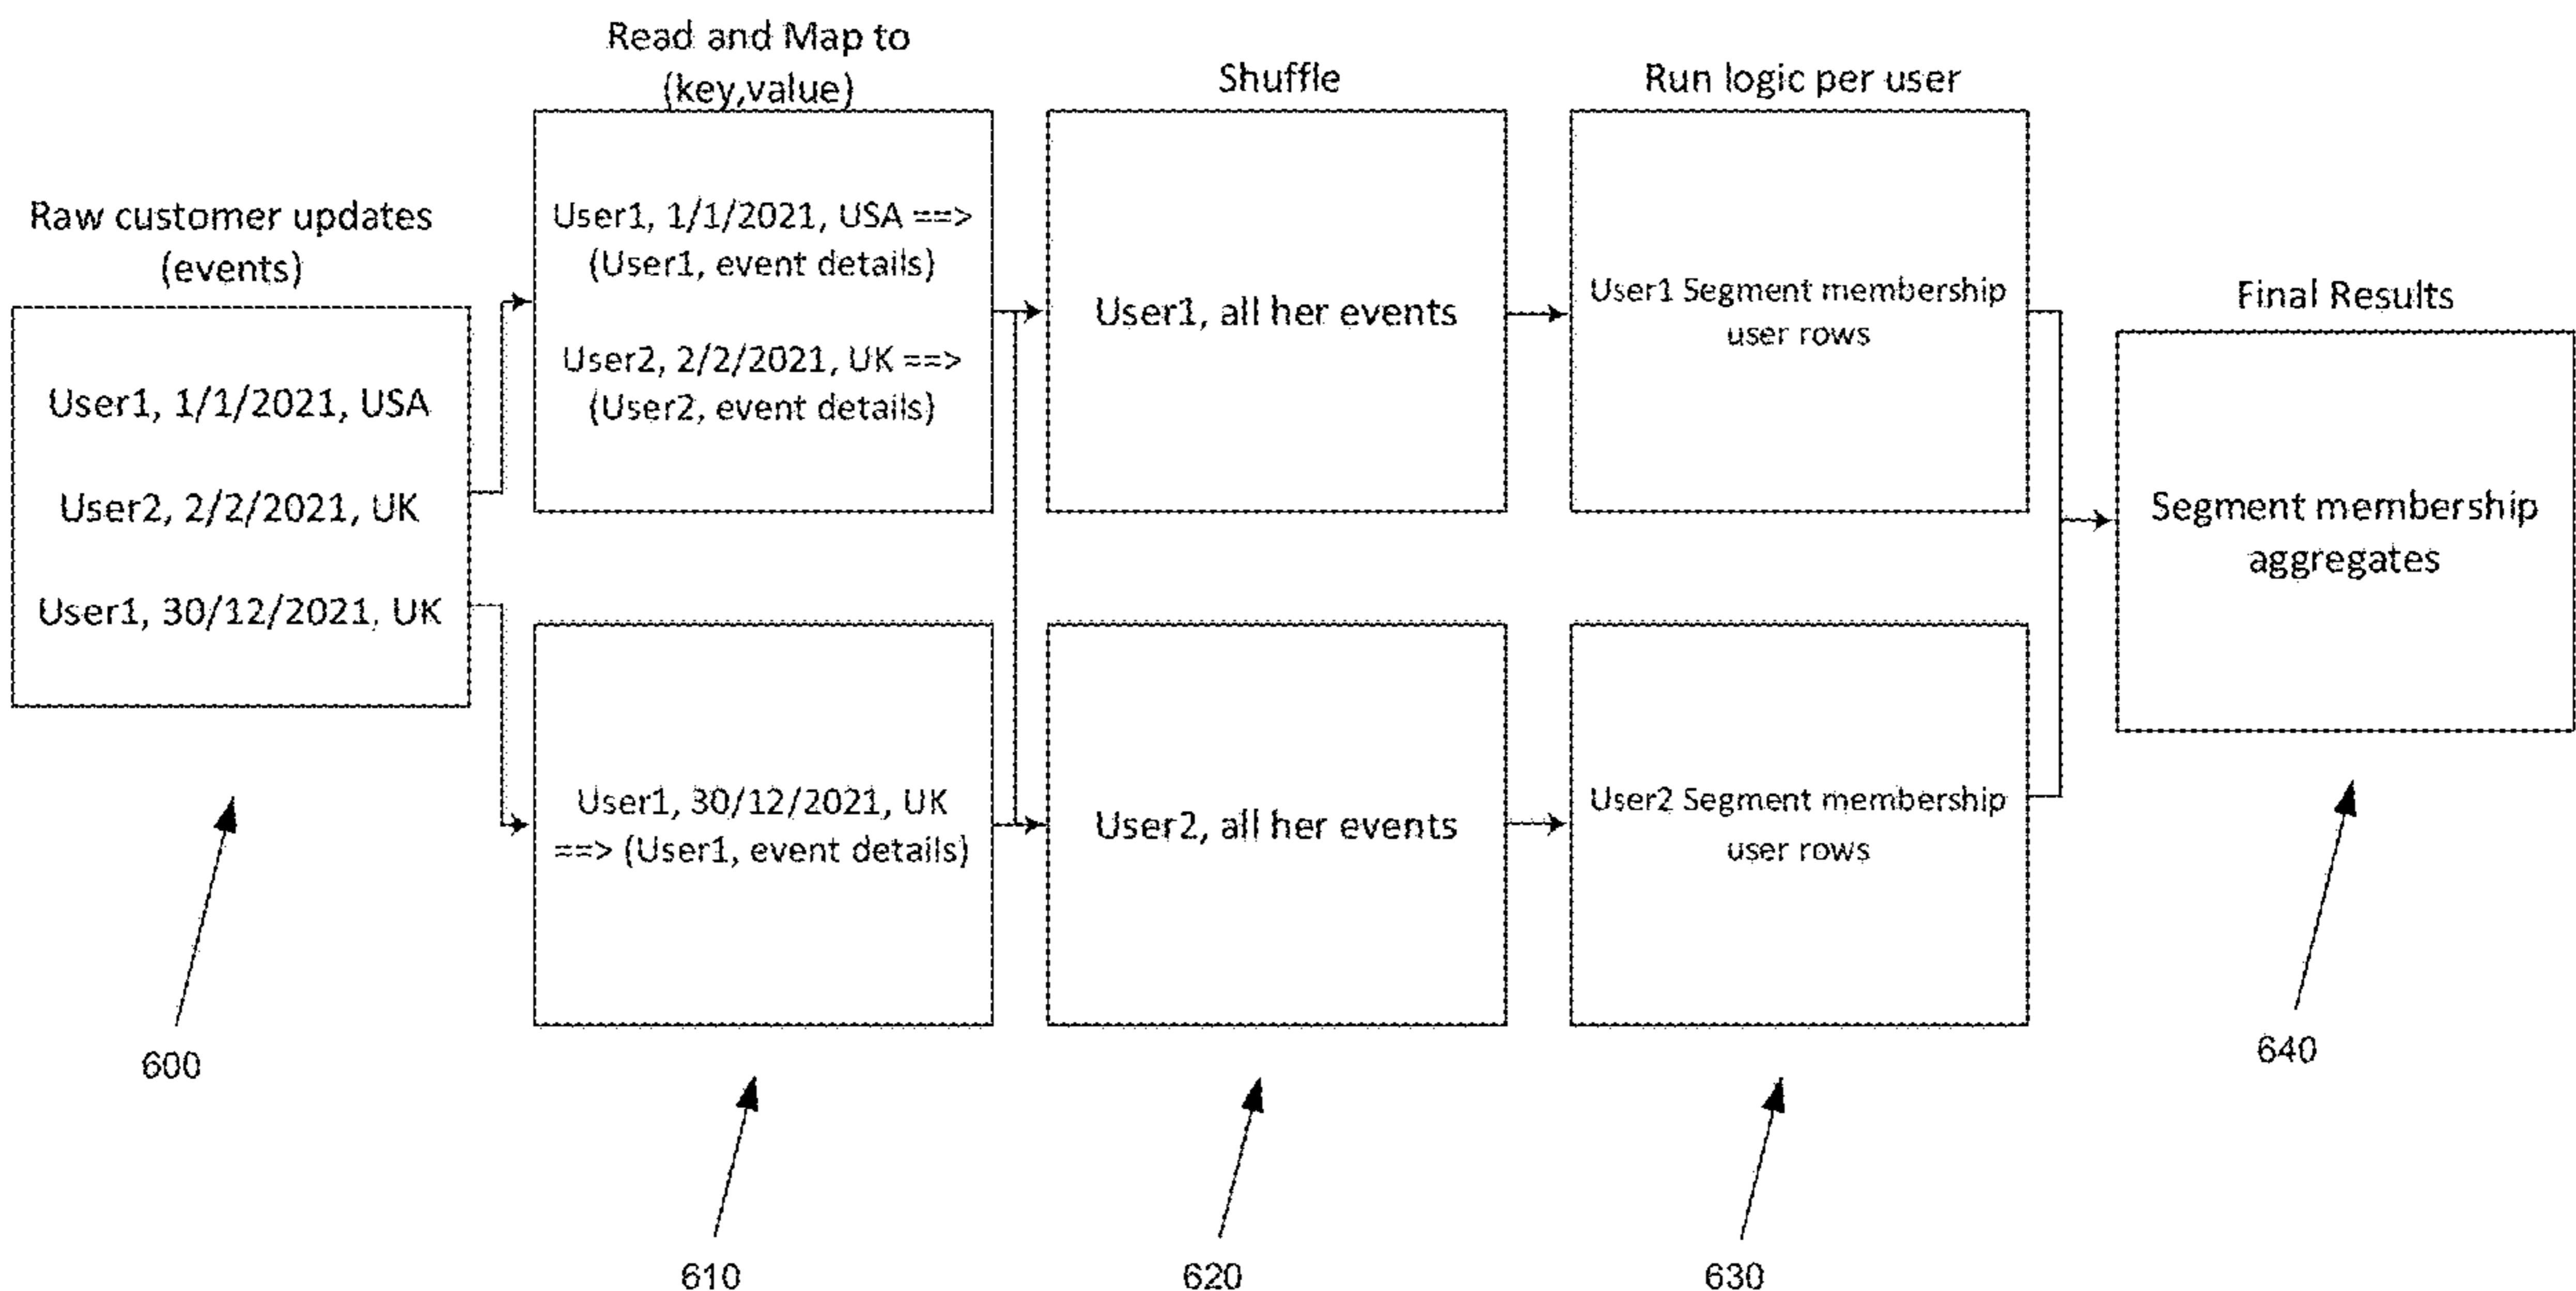 Raw customer updates
(events)
User1, 1/1/2021, USA
User2, 2/2/2021, UK
User1, 30/12/2021, UK
600
Read and Map to
(key,value)
User1, 1/1/2021, USA ==>
(User1, event details)
User2, 2/2/2021, UK ==>
(User2, event details)
User1, 30/12/2021, UK
==> (User1, event details)
610
Shuffle
User1, all her events
User2, all her events
620
Run logic per user
User1 Segment membership
user rows
User2 Segment membership
user rows
630
Final Results
Segment membership
aggregates
640